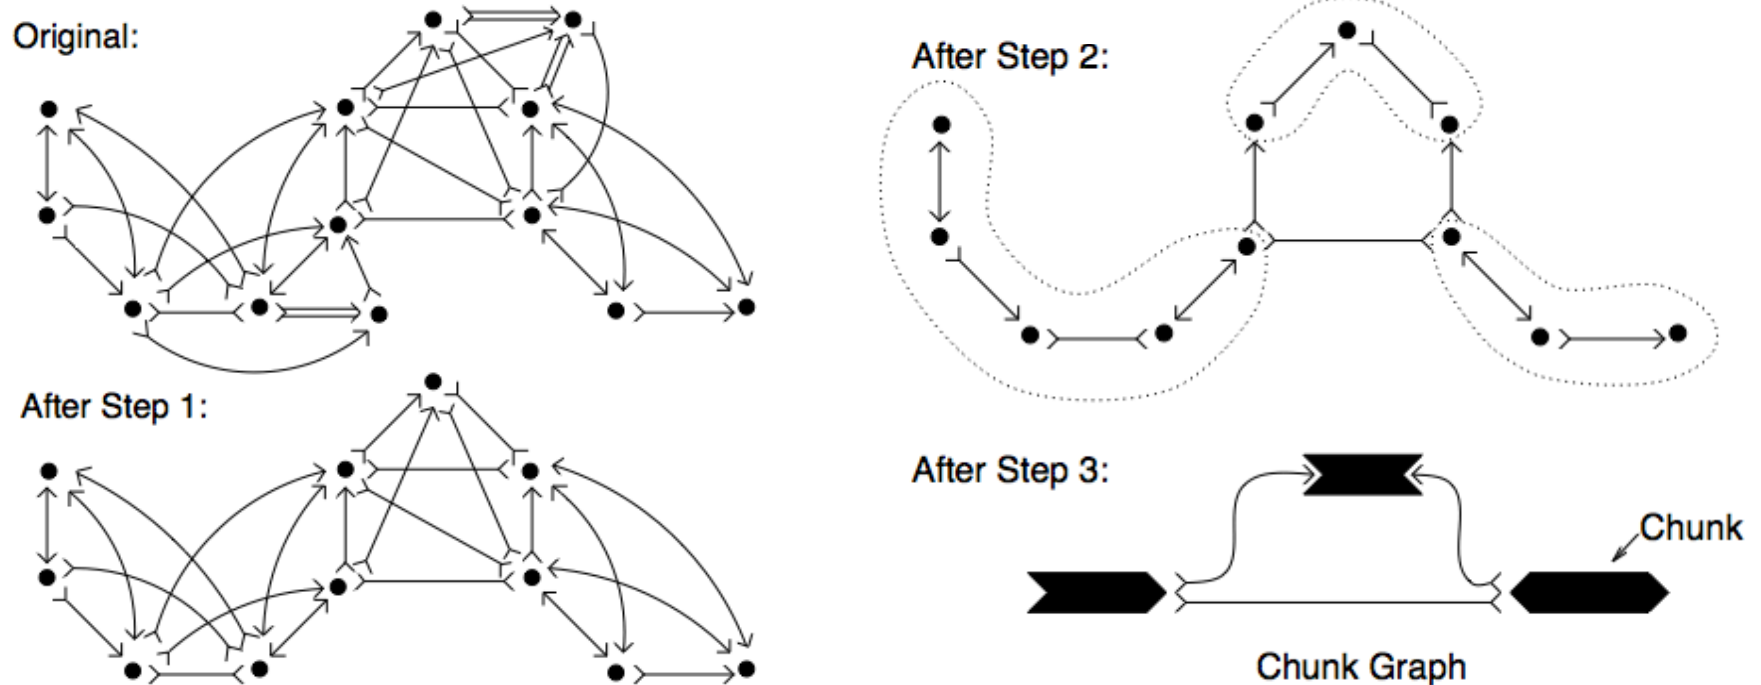 Original:
After Step 1:
After Step 2:
After Step 3:
Chunk
Chunk Graph